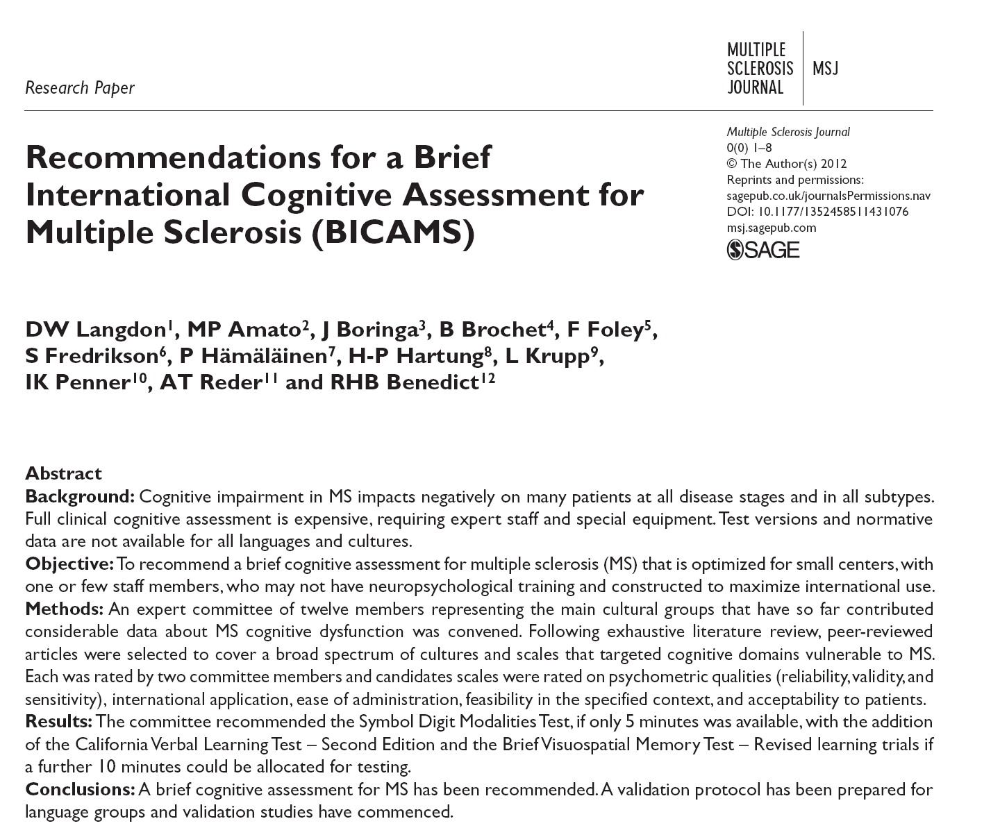 Research Paper
MULTIPLE
SCLEROSIS
JOURNAL
MSJ
Recommendations for a Brief
International Cognitive Assessment for
Multiple Sclerosis (BICAMS)
Multiple Sclerosis Journal
0(0) 1–8
© The Author(s) 2012
Reprints and permissions:
sagepub.co.uk/journalsPermissions.nav
DOI: 10.1177/1352458511431076
msj.sagepub.com
SAGE
DW Langdon1, MP Amato2, J Boringa3, B Brochet4, F Foley5,
S Fredrikson6, P Hämäläinen7, H-P Hartung8, L Krupp9,
IK Penner10, AT Reder11 and RHB Benedict12
Abstract
Background: Cognitive impairment in MS impacts negatively on many patients at all disease stages and in all subtypes.
Full clinical cognitive assessment is expensive, requiring expert staff and special equipment. Test versions and normative
data are not available for all languages and cultures.
Objective: To recommend a brief cognitive assessment for multiple sclerosis (MS) that is optimized for small centers, with
one or few staff members, who may not have neuropsychological training and constructed to maximize international use.
Methods: An expert committee of twelve members representing the main cultural groups that have so far contributed
considerable data about MS cognitive dysfunction was convened. Following exhaustive literature review, peer-reviewed
articles were selected to cover a broad spectrum of cultures and scales that targeted cognitive domains vulnerable to MS.
Each was rated by two committee members and candidates scales were rated on psychometric qualities (reliability, validity, and
sensitivity), international application, ease of administration, feasibility in the specified context, and acceptability to patients.
Results: The committee recommended the Symbol Digit Modalities Test, if only 5 minutes was available, with the addition
of the California Verbal Learning Test – Second Edition and the Brief Visuospatial Memory Test – Revised learning trials if
a further 10 minutes could be allocated for testing.
Conclusions: A brief cognitive assessment for MS has been recommended. A validation protocol has been prepared for
language groups and validation studies have commenced.